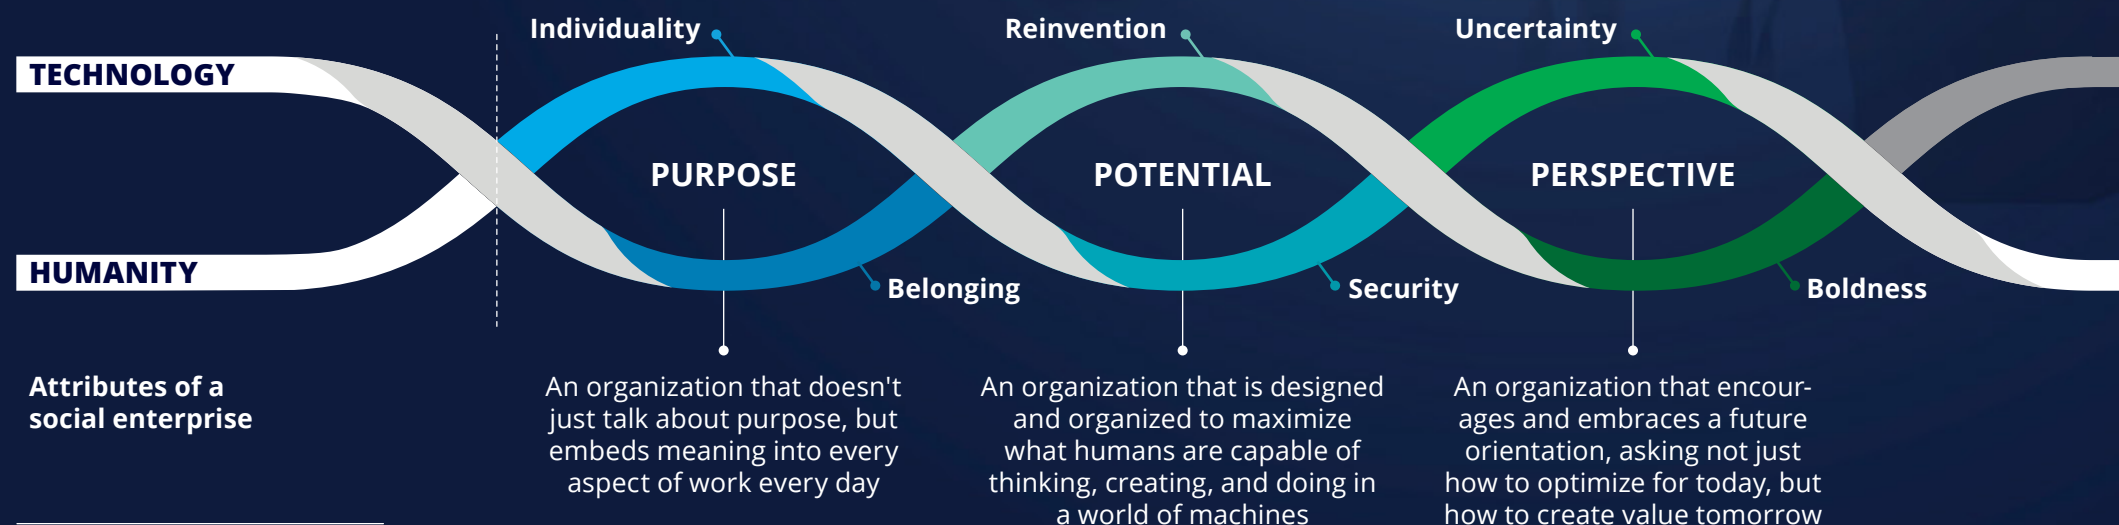 Individuality
Reinvention
Uncertainty
TECHNOLOGY
PURPOSE
POTENTIAL
PERSPECTIVE
HUMANITY
Belonging
Security
Boldness
Attributes of a
social enterprise
An organization that doesn't
just talk about purpose, but
embeds meaning into every
aspect of work every day
An organization that is designed
and organized to maximize
what humans are capable of
thinking, creating, and doing in
a world of machines
An organization that encour-
ages and embraces a future
orientation, asking not just
how to optimize for today, but
how to create value tomorrow